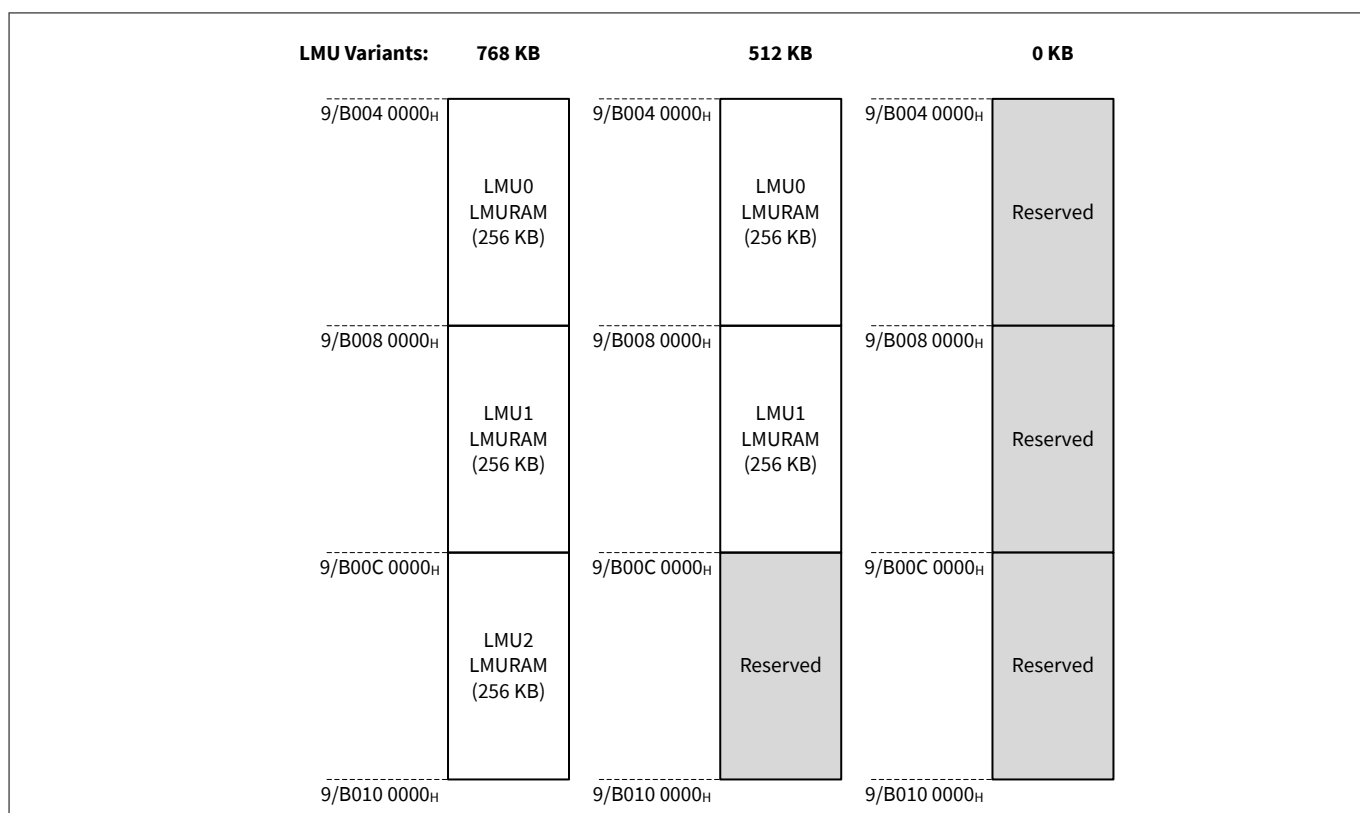 LMU Variants: 768 KB 512 KB 0 KB
9/B004 0000H 9/B004 0000H 9/B004 0000H
LMU0 LMU0
LMURAM LMURAM Reserved
(256 KB) (256 KB)
9/B008 0000H 9/B008 0000H 9/B008 0000H
LMU1 LMU1
LMURAM LMURAM Reserved
(256 KB) (256 KB)
9/B00C 0000H 9/B00C 0000H 9/B00C 0000H
LMU2
LMURAM Reserved Reserved
(256 KB)
9/B010 0000H 9/B010 0000H 9/B010 0000H